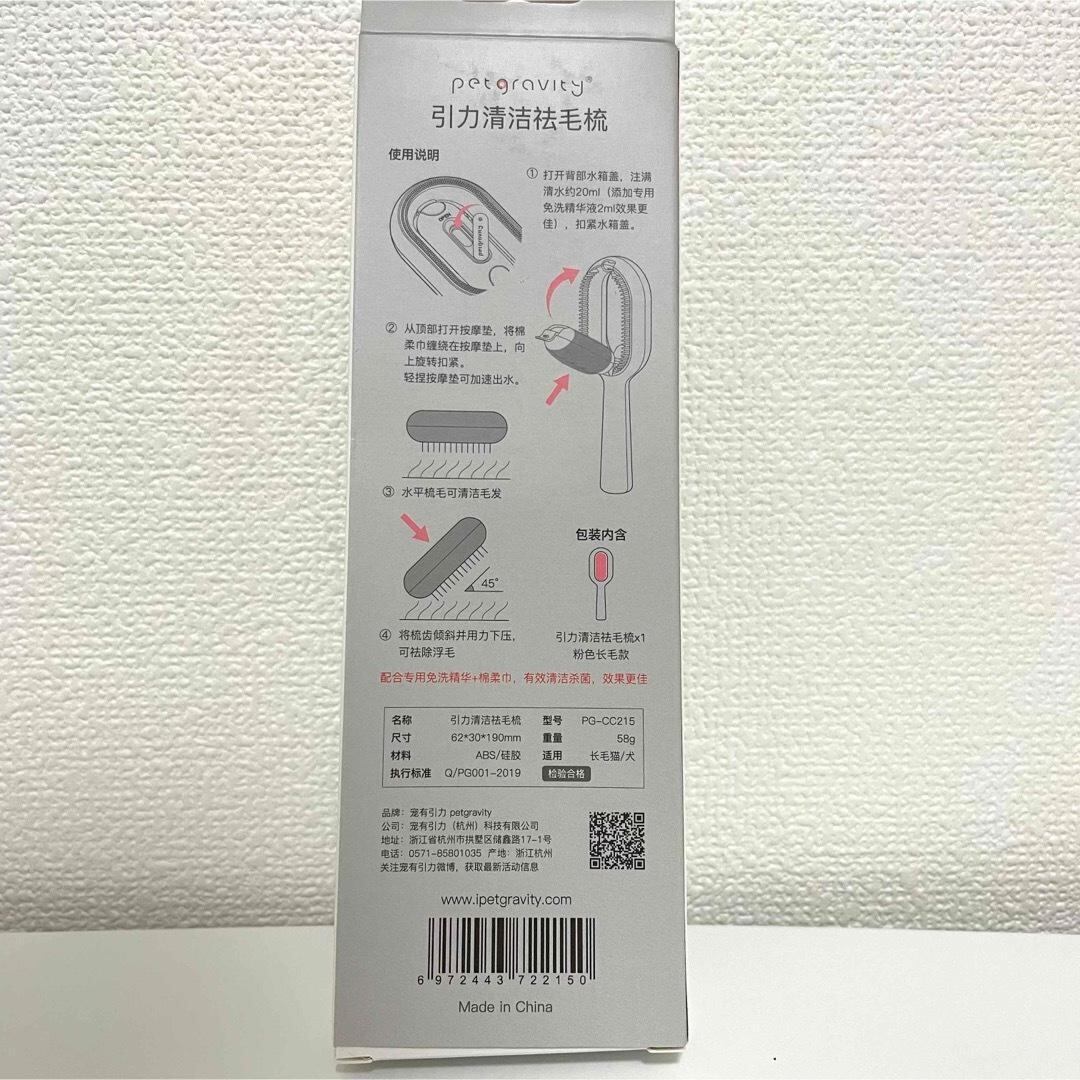 petgravity®
引力清洁祛毛梳
使用说明
① 打开背部水箱盖，注满
清水约20ml（添加专用
免洗精华液2ml效果更
佳），扣紧水箱盖。
petgravity
② 从顶部打开按摩垫，将棉
柔巾缠绕在按摩垫上，向
上旋转扣紧。
轻捏按摩垫可加速出水。
③ 水平梳毛可清洁毛发
45°
④ 将梳齿倾斜并用力下压，
可祛除浮毛
包装内含
引力清洁祛毛梳x1
粉色长毛款
配合专用免洗精华+棉柔巾，有效清洁杀菌，效果更佳
名称 引力清洁祛毛梳 型号 PG-CC215
尺寸 62*30*190mm 重量 58g
材料 ABS/硅胶 适用 长毛猫/犬
执行标准 Q/PG001-2019 检验合格
品牌：宠有引力 petgravity
公司：宠有引力（杭州）科技有限公司
地址：浙江省杭州市拱墅区储鑫路17-1号
电话：0571-85801035 产地：浙江杭州
关注宠有引力微博，获取最新活动信息
www.ipetgravity.com
6 972443 722150
Made in China